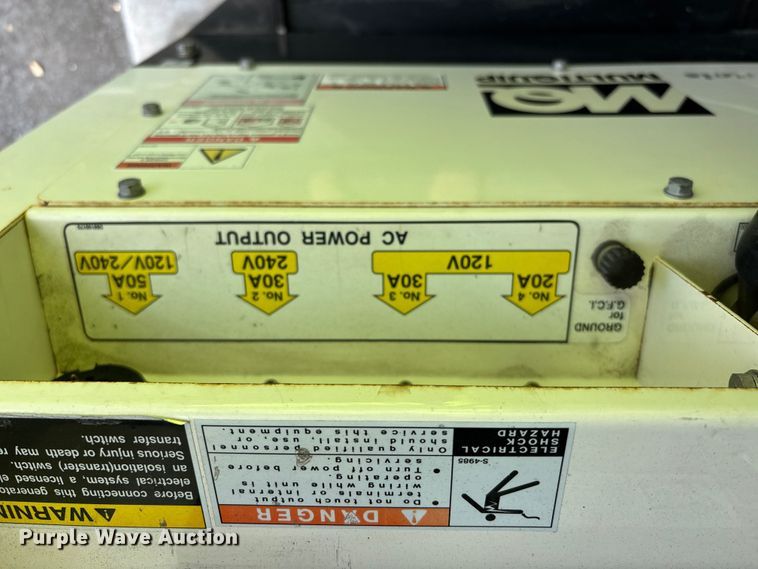 MQ
MULTIQUIP
AC POWER OUTPUT
No. 1
50A
120V/240V
No. 2
30A
240V
No. 3
30A
No. 4
20A
120V
GROUND
for
G.F.C.I.
WARNIN
Before connecting this generato
electrical system, a licensed el
an isolation(transfer) switch.
Serious injury or death may re
transfer switch.
DANGER
• Do not touch output
terminals or internal
wiring while unit is
operating.
• Turn off power before
servicing.
Only qualified personnel
should install, use, or
service this equipment.
S-4985
ELECTRICAL
SHOCK
HAZARD
Purple Wave Auction